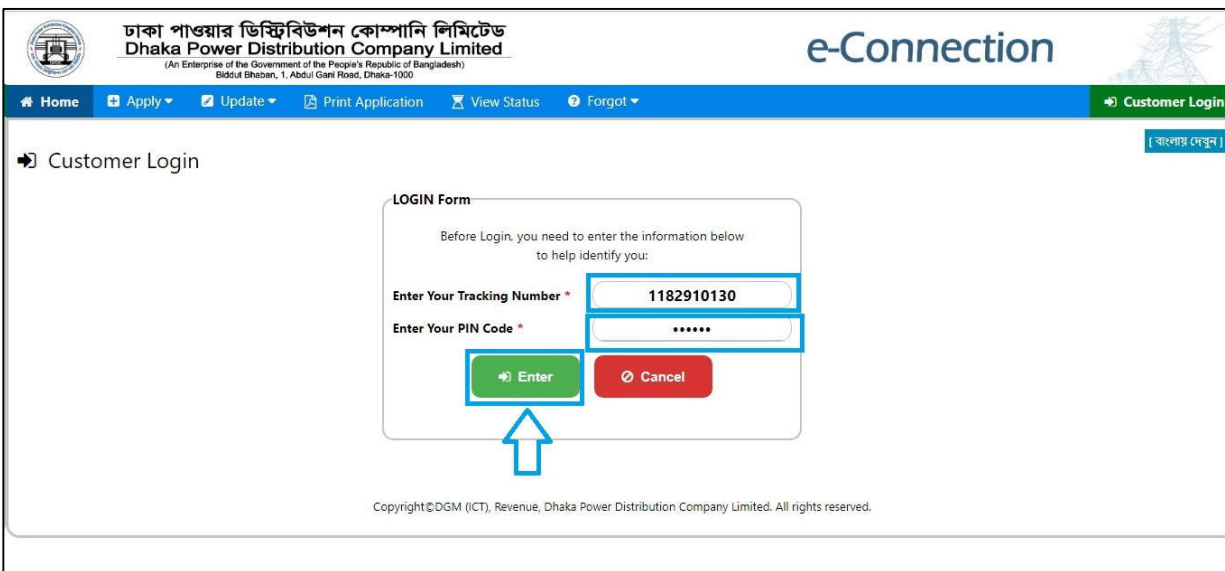 ঢাকা পাওয়ার ডিস্ট্রিবিউশন কোম্পানি লিমিটেড
Dhaka Power Distribution Company Limited
(An Enterprise of the Government of the People's Republic of Bangladesh)
Biddut Bhaban, 1, Abdul Gani Road, Dhaka-1000
e-Connection
Home Apply Update Print Application View Status Forgot Customer Login
[ বাংলায় দেখুন ]
Customer Login
LOGIN Form
Before Login, you need to enter the information below
to help identify you:
Enter Your Tracking Number * 1182910130
Enter Your PIN Code * ••••••
Enter Cancel
Copyright©DGM (ICT), Revenue, Dhaka Power Distribution Company Limited. All rights reserved.